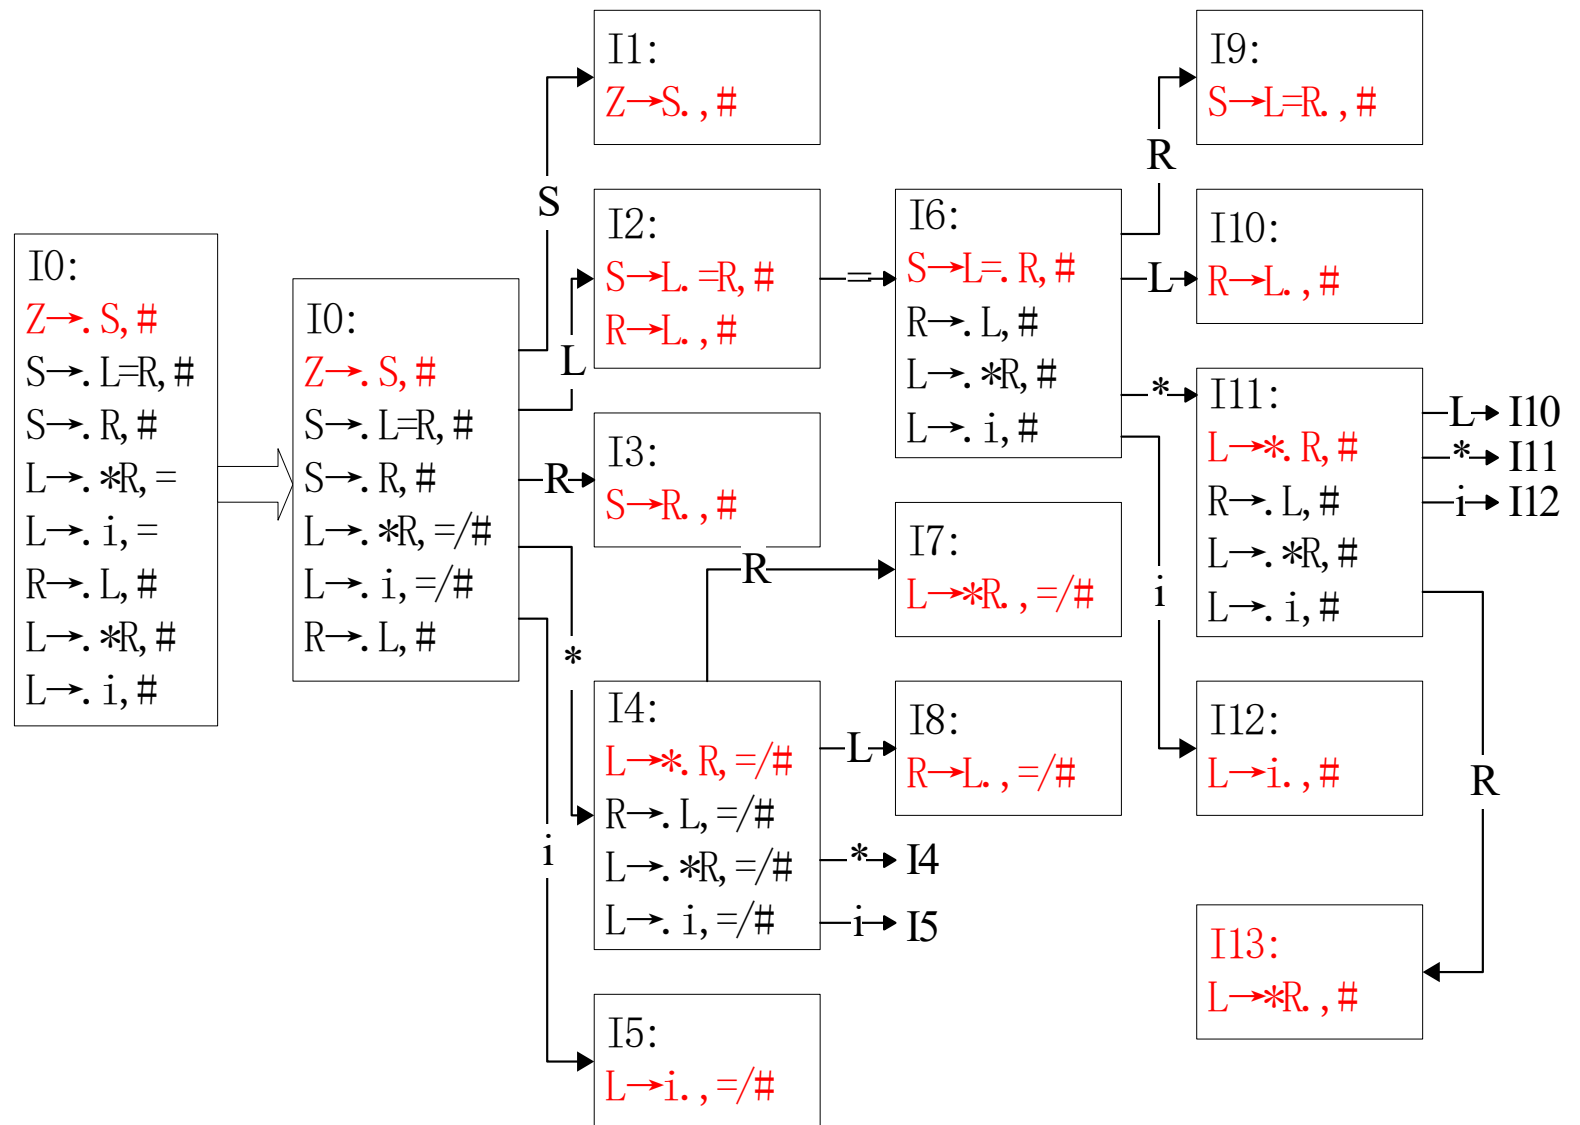 I0:
Z→.S,#
S→.L=R,#
S→.R,#
L→.*R,=
L→.i,=
R→.L,#
L→.*R,#
L→.i,#
I0:
Z→.S,#
S→.L=R,#
S→.R,#
L→.*R,=/#
L→.i,=/#
R→.L,#
S
L
R
*
i
I1:
Z→S.,#
I2:
S→L.=R,#
R→L.,#
I3:
S→R.,#
I4:
L→*.R,=/#
R→.L,=/#
L→.*R,=/#
L→.i,=/#
I5:
L→i.,=/#
=
R
L
* I4
i I5
I6:
S→L=.R,#
R→.L,#
L→.*R,#
L→.i,#
I7:
L→*R.,=/#
I8:
R→L.,=/#
R
L
*
i
I9:
S→L=R.,#
I10:
R→L.,#
I11:
L→*.R,#
R→.L,#
L→.*R,#
L→.i,#
L I10
* I11
i I12
R
I12:
L→i.,#
I13:
L→*R.,#